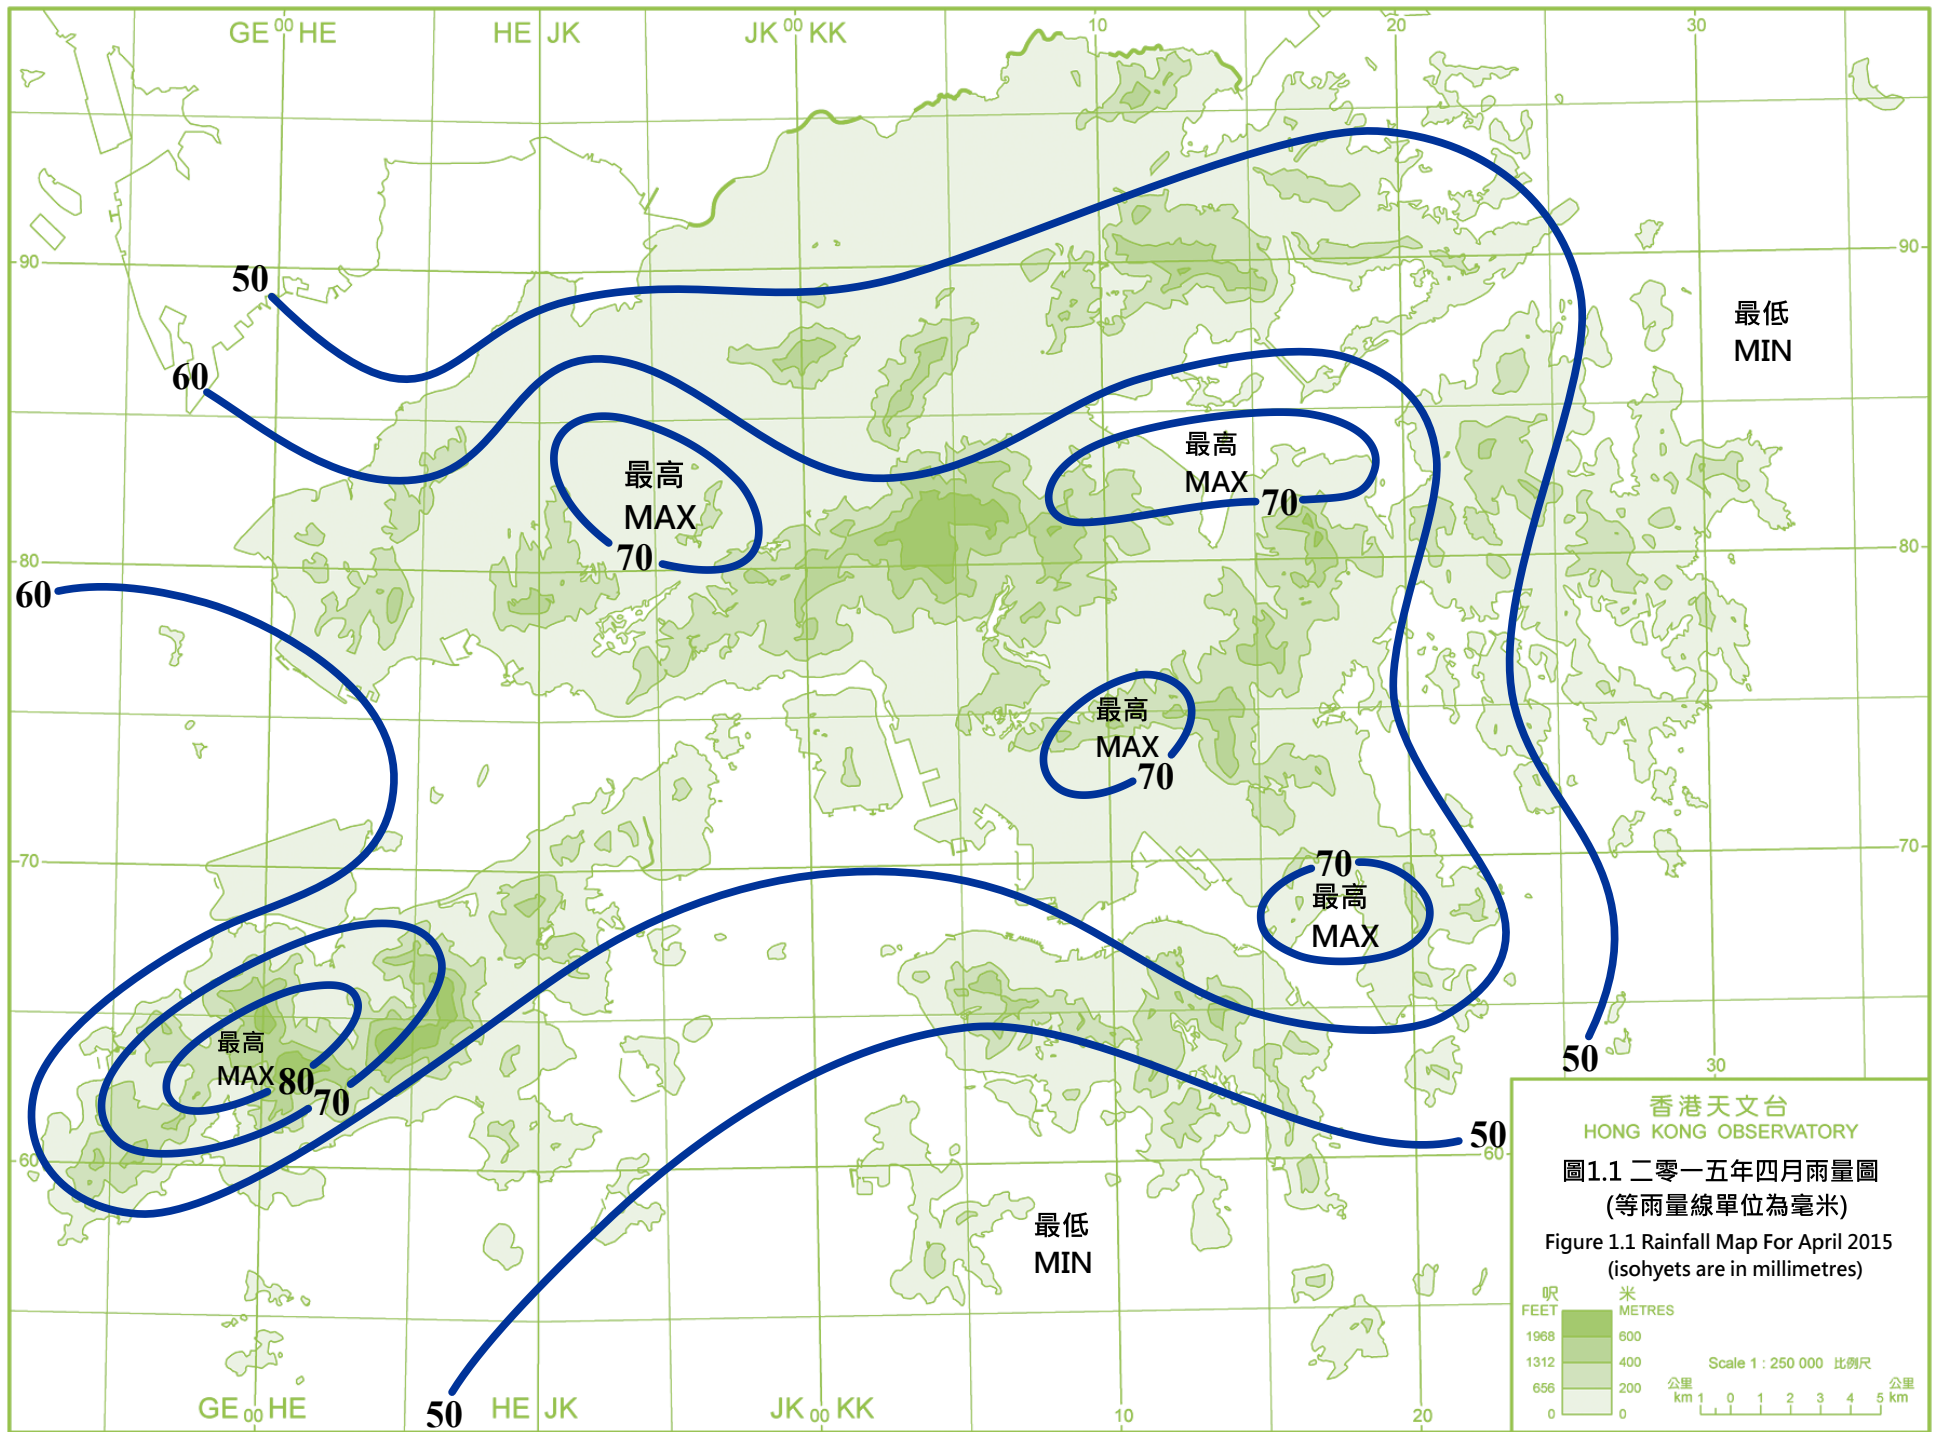 GE 00 HE
HE JK
JK 00 KK
10
20
30
90
90
50
最低
MIN
60
最高
MAX
70
最高
MAX
70
80
80
60
最高
MAX
70
70
70
70
最高
MAX
最高
MAX 80
70
50
30
60
50
60
最低
MIN
香港天文台
HONG KONG OBSERVATORY
圖1.1 二零一五年四月雨量圖
(等雨量線單位為毫米)
Figure 1.1 Rainfall Map For April 2015
(isohyets are in millimetres)
呎 米
FEET METRES
1968 600
1312 400
656 200
0 0
Scale 1 : 250 000 比例尺
公里 公里
km 1 0 1 2 3 4 5 km
50
GE 00 HE
HE JK
JK 00 KK
10
20